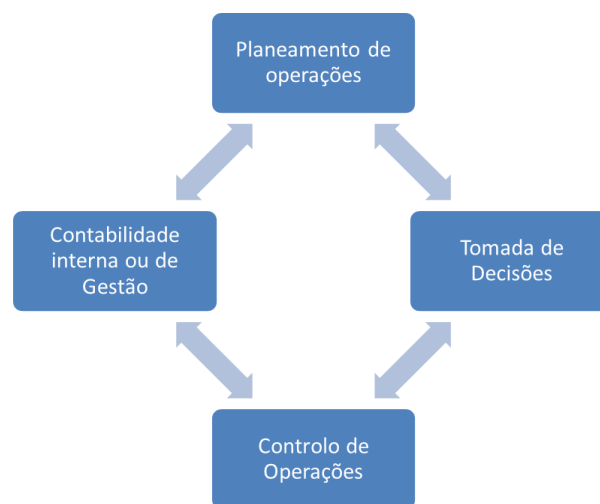 Planeamento de
operações
Contabilidade
interna ou de
Gestão
Tomada de
Decisões
Controlo de
Operações